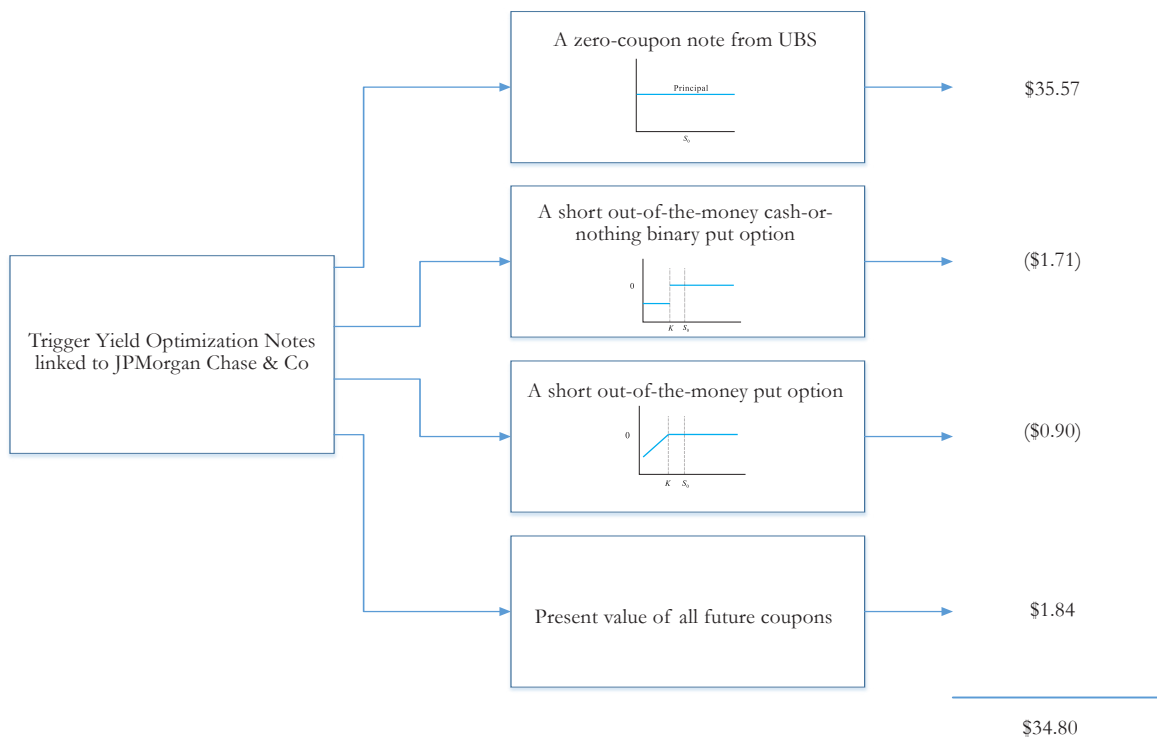 A zero-coupon note from UBS
Principal
S₀
$35.57
A short out-of-the-money cash-or-
nothing binary put option
0
K S₀
($1.71)
Trigger Yield Optimization Notes
linked to JPMorgan Chase & Co
A short out-of-the-money put option
0
K S₀
($0.90)
Present value of all future coupons
$1.84
$34.80